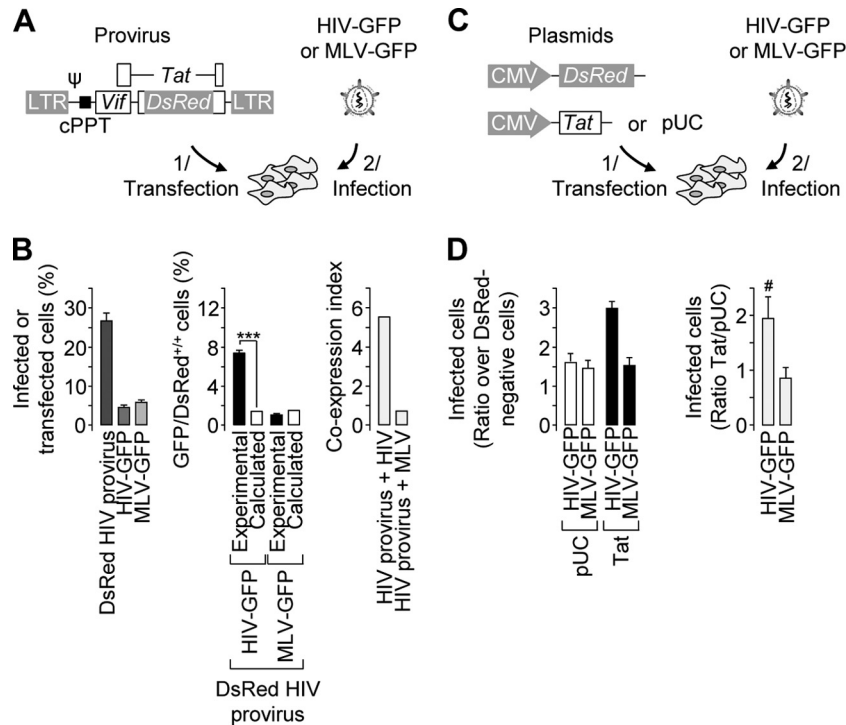 A
Provirus
HIV-GFP
or MLV-GFP
Ψ
Tat
LTR
Vif
DsRed
LTR
cPPT
1/
Transfection
2/
Infection
C
Plasmids
HIV-GFP
or MLV-GFP
CMV
DsRed
CMV
Tat
or pUC
1/
Transfection
2/
Infection
B
Infected or
transfected cells (%)
30
20
10
0
DsRed HIV provirus
HIV-GFP
MLV-GFP
GFP/DsRed+/+ cells (%)
12
8
4
0
***
Experimental
Calculated
Experimental
Calculated
HIV-GFP
MLV-GFP
DsRed HIV
provirus
Co-expression index
6
4
2
0
HIV provirus + HIV
HIV provirus + MLV
D
Infected cells
(Ratio over DsRed-
negative cells)
3
2
1
0
HIV-GFP
MLV-GFP
HIV-GFP
MLV-GFP
pUC
Tat
Infected cells
(Ratio Tat/pUC)
2
1
0
#
HIV-GFP
MLV-GFP